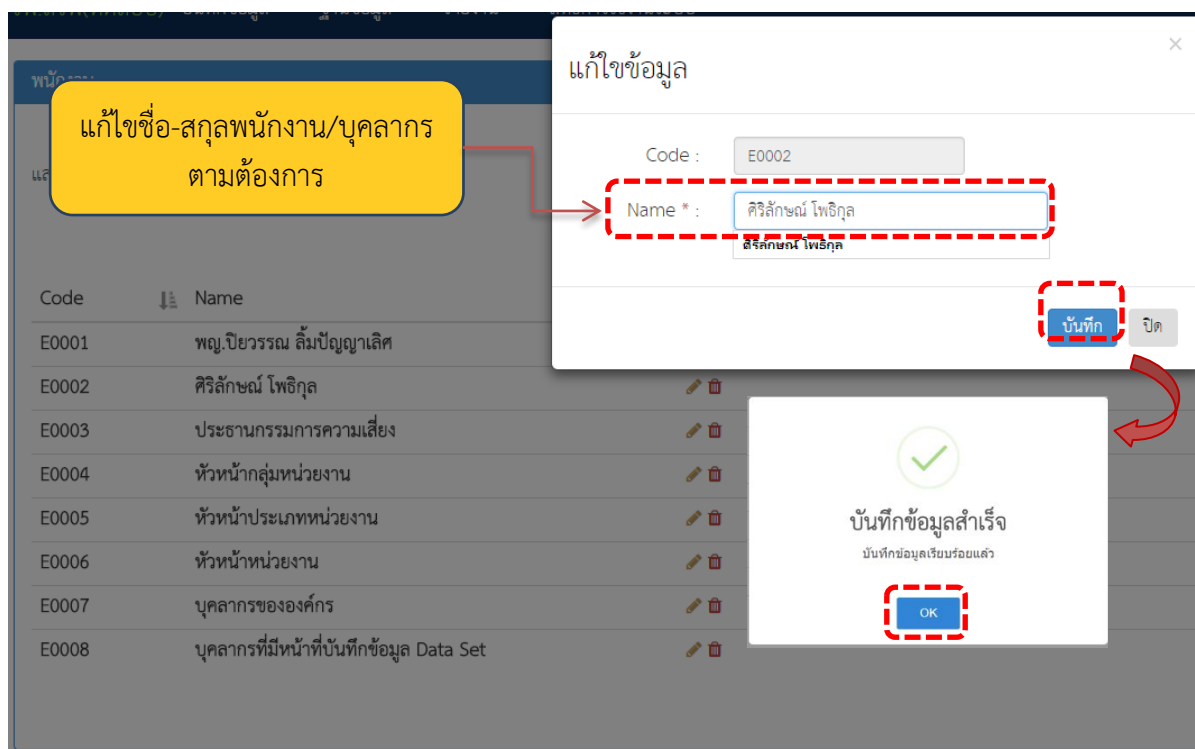 แก้ไขข้อมูล
×
แก้ไขชื่อ-สกุลพนักงาน/บุคลากร
ตามต้องการ
Code : E0002
Name * : ศิริลักษณ์ โพธิกุล
ศิริลักษณ์ โพธิกุล
บันทึก ปิด
Code Name
E0001 พญ.ปิยวรรณ ลิ้มปัญญาเลิศ
E0002 ศิริลักษณ์ โพธิกุล
E0003 ประธานกรรมการความเสี่ยง
E0004 หัวหน้ากลุ่มหน่วยงาน
E0005 หัวหน้าประเภทหน่วยงาน
E0006 หัวหน้าหน่วยงาน
E0007 บุคลากรขององค์กร
E0008 บุคลากรที่มีหน้าที่บันทึกข้อมูล Data Set
บันทึกข้อมูลสำเร็จ
บันทึกข้อมูลเรียบร้อยแล้ว
OK